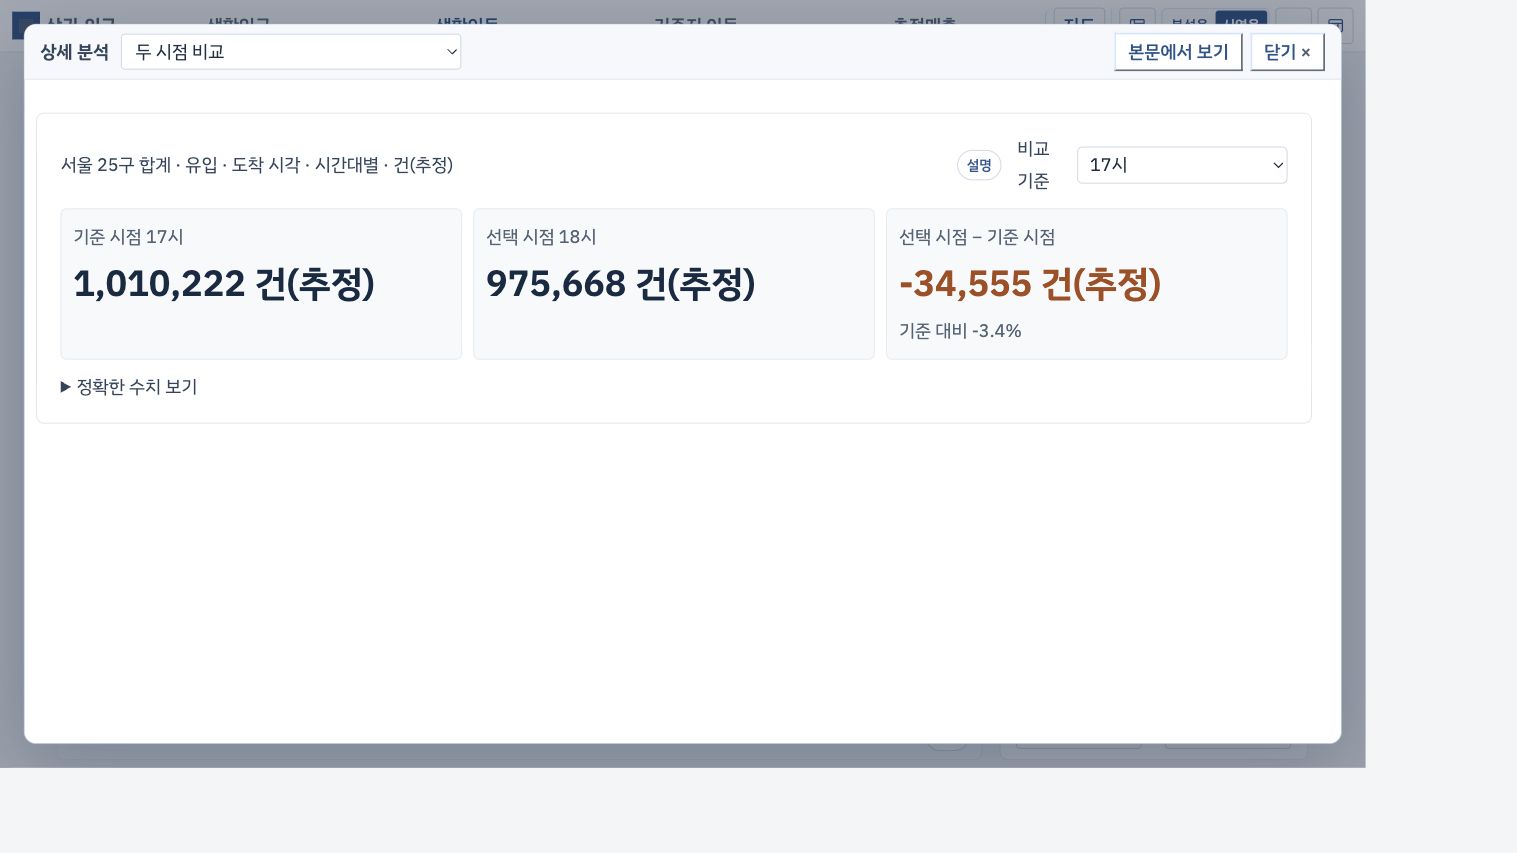 상세 분석
두 시점 비교
본문에서 보기
닫기 ×
서울 25구 합계 · 유입 · 도착 시각 · 시간대별 · 건(추정)
설명
비교
기준
17시
기준 시점 17시
1,010,222 건(추정)
선택 시점 18시
975,668 건(추정)
선택 시점 – 기준 시점
-34,555 건(추정)
기준 대비 -3.4%
▶ 정확한 수치 보기